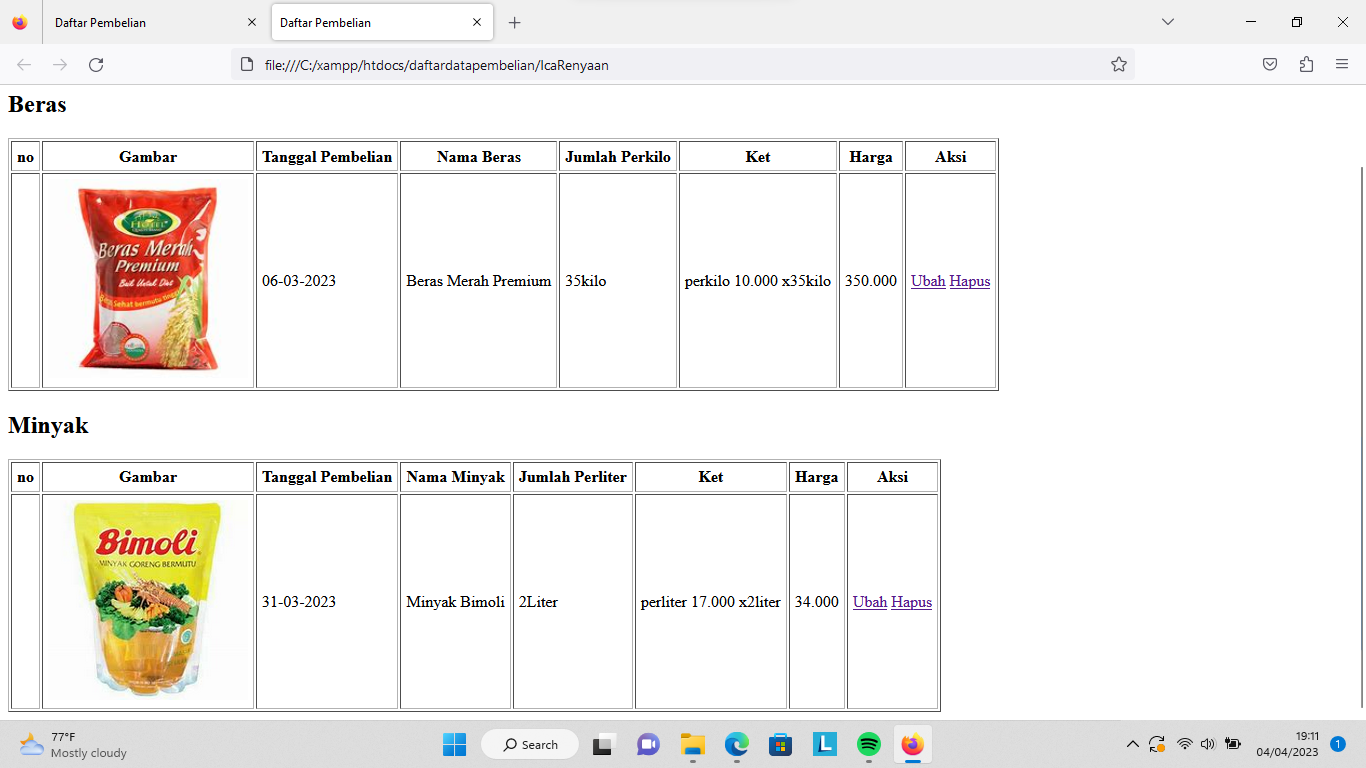 Daftar Pembelian
Daftar Pembelian
file:///C:/xampp/htdocs/daftardatapembelian/IcaRenyaan
Beras
no Gambar Tanggal Pembelian Nama Beras Jumlah Perkilo Ket Harga Aksi
HOTEL
Beras Merah
Premium
Baik Untuk Diet
06-03-2023 Beras Merah Premium 35kilo perkilo 10.000 x35kilo 350.000 Ubah Hapus
Minyak
no Gambar Tanggal Pembelian Nama Minyak Jumlah Perliter Ket Harga Aksi
Bimoli
MINYAK GORENG BERMUTU
31-03-2023 Minyak Bimoli 2Liter perliter 17.000 x2liter 34.000 Ubah Hapus
77°F
Mostly cloudy
Search
L
19:11
04/04/2023
1